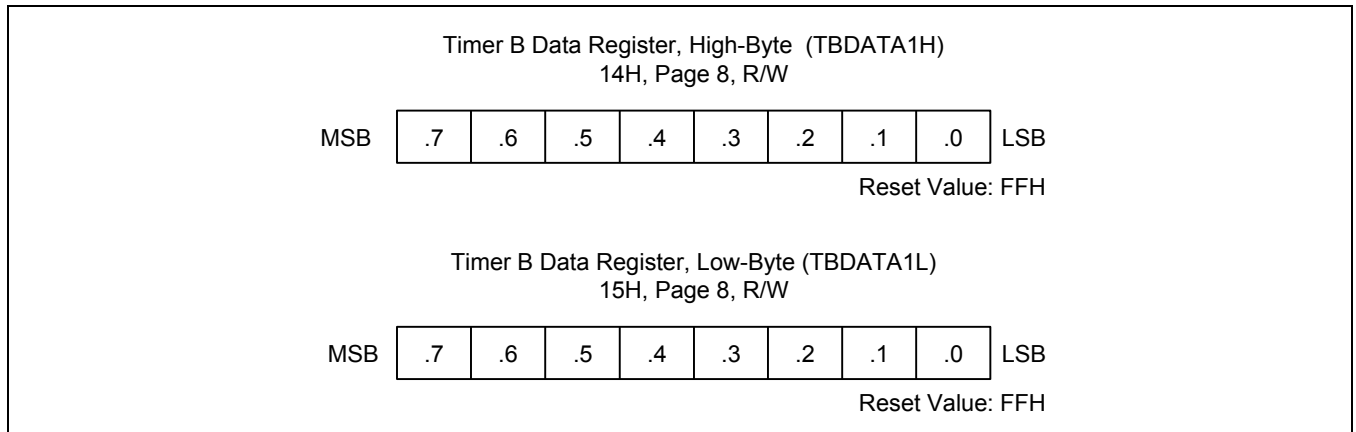 Timer B Data Register, High-Byte (TBDATA1H)
14H, Page 8, R/W
MSB .7 .6 .5 .4 .3 .2 .1 .0 LSB
Reset Value: FFH
Timer B Data Register, Low-Byte (TBDATA1L)
15H, Page 8, R/W
MSB .7 .6 .5 .4 .3 .2 .1 .0 LSB
Reset Value: FFH